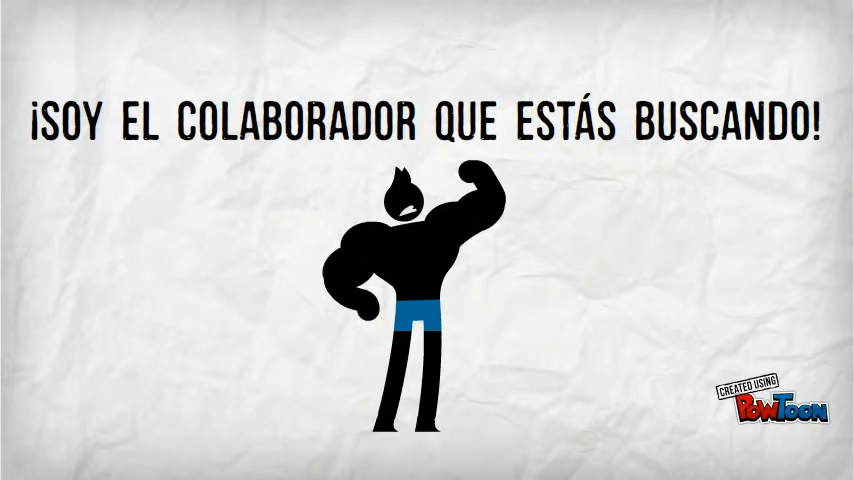 ¡SOY EL COLABORADOR QUE ESTÁS BUSCANDO!
CREATED USING
POWTOON